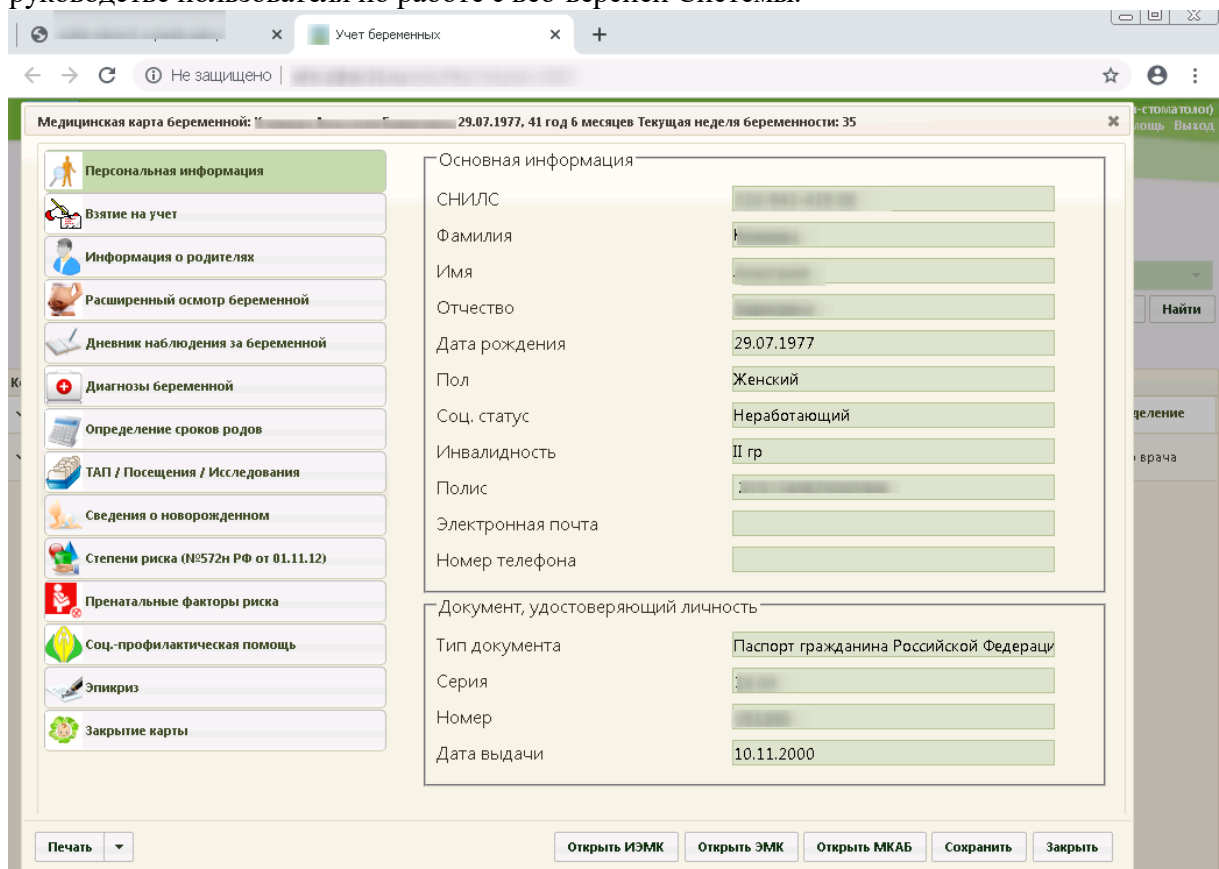 руководстве пользователя по работе с веб-версией Системы.
Учет беременных
Не защищено
-стоматолог)
мощь Выход
Медицинская карта беременной: 29.07.1977, 41 год 6 месяцев Текущая неделя беременности: 35
Персональная информация
Взятие на учет
Информация о родителях
Расширенный осмотр беременной
Дневник наблюдения за беременной
Диагнозы беременной
Определение сроков родов
ТАП / Посещения / Исследования
Сведения о новорожденном
Степени риска (№572н РФ от 01.11.12)
Пренатальные факторы риска
Соц.-профилактическая помощь
Эпикриз
Закрытие карты
Основная информация
СНИЛС
Фамилия
Имя
Отчество
Дата рождения 29.07.1977
Пол Женский
Соц. статус Неработающий
Инвалидность II гр
Полис
Электронная почта
Номер телефона
Документ, удостоверяющий личность
Тип документа Паспорт гражданина Российской Федераци
Серия
Номер
Дата выдачи 10.11.2000
Найти
деление
врача
Печать
Открыть ИЭМК
Открыть ЭМК
Открыть МКАБ
Сохранить
Закрыть